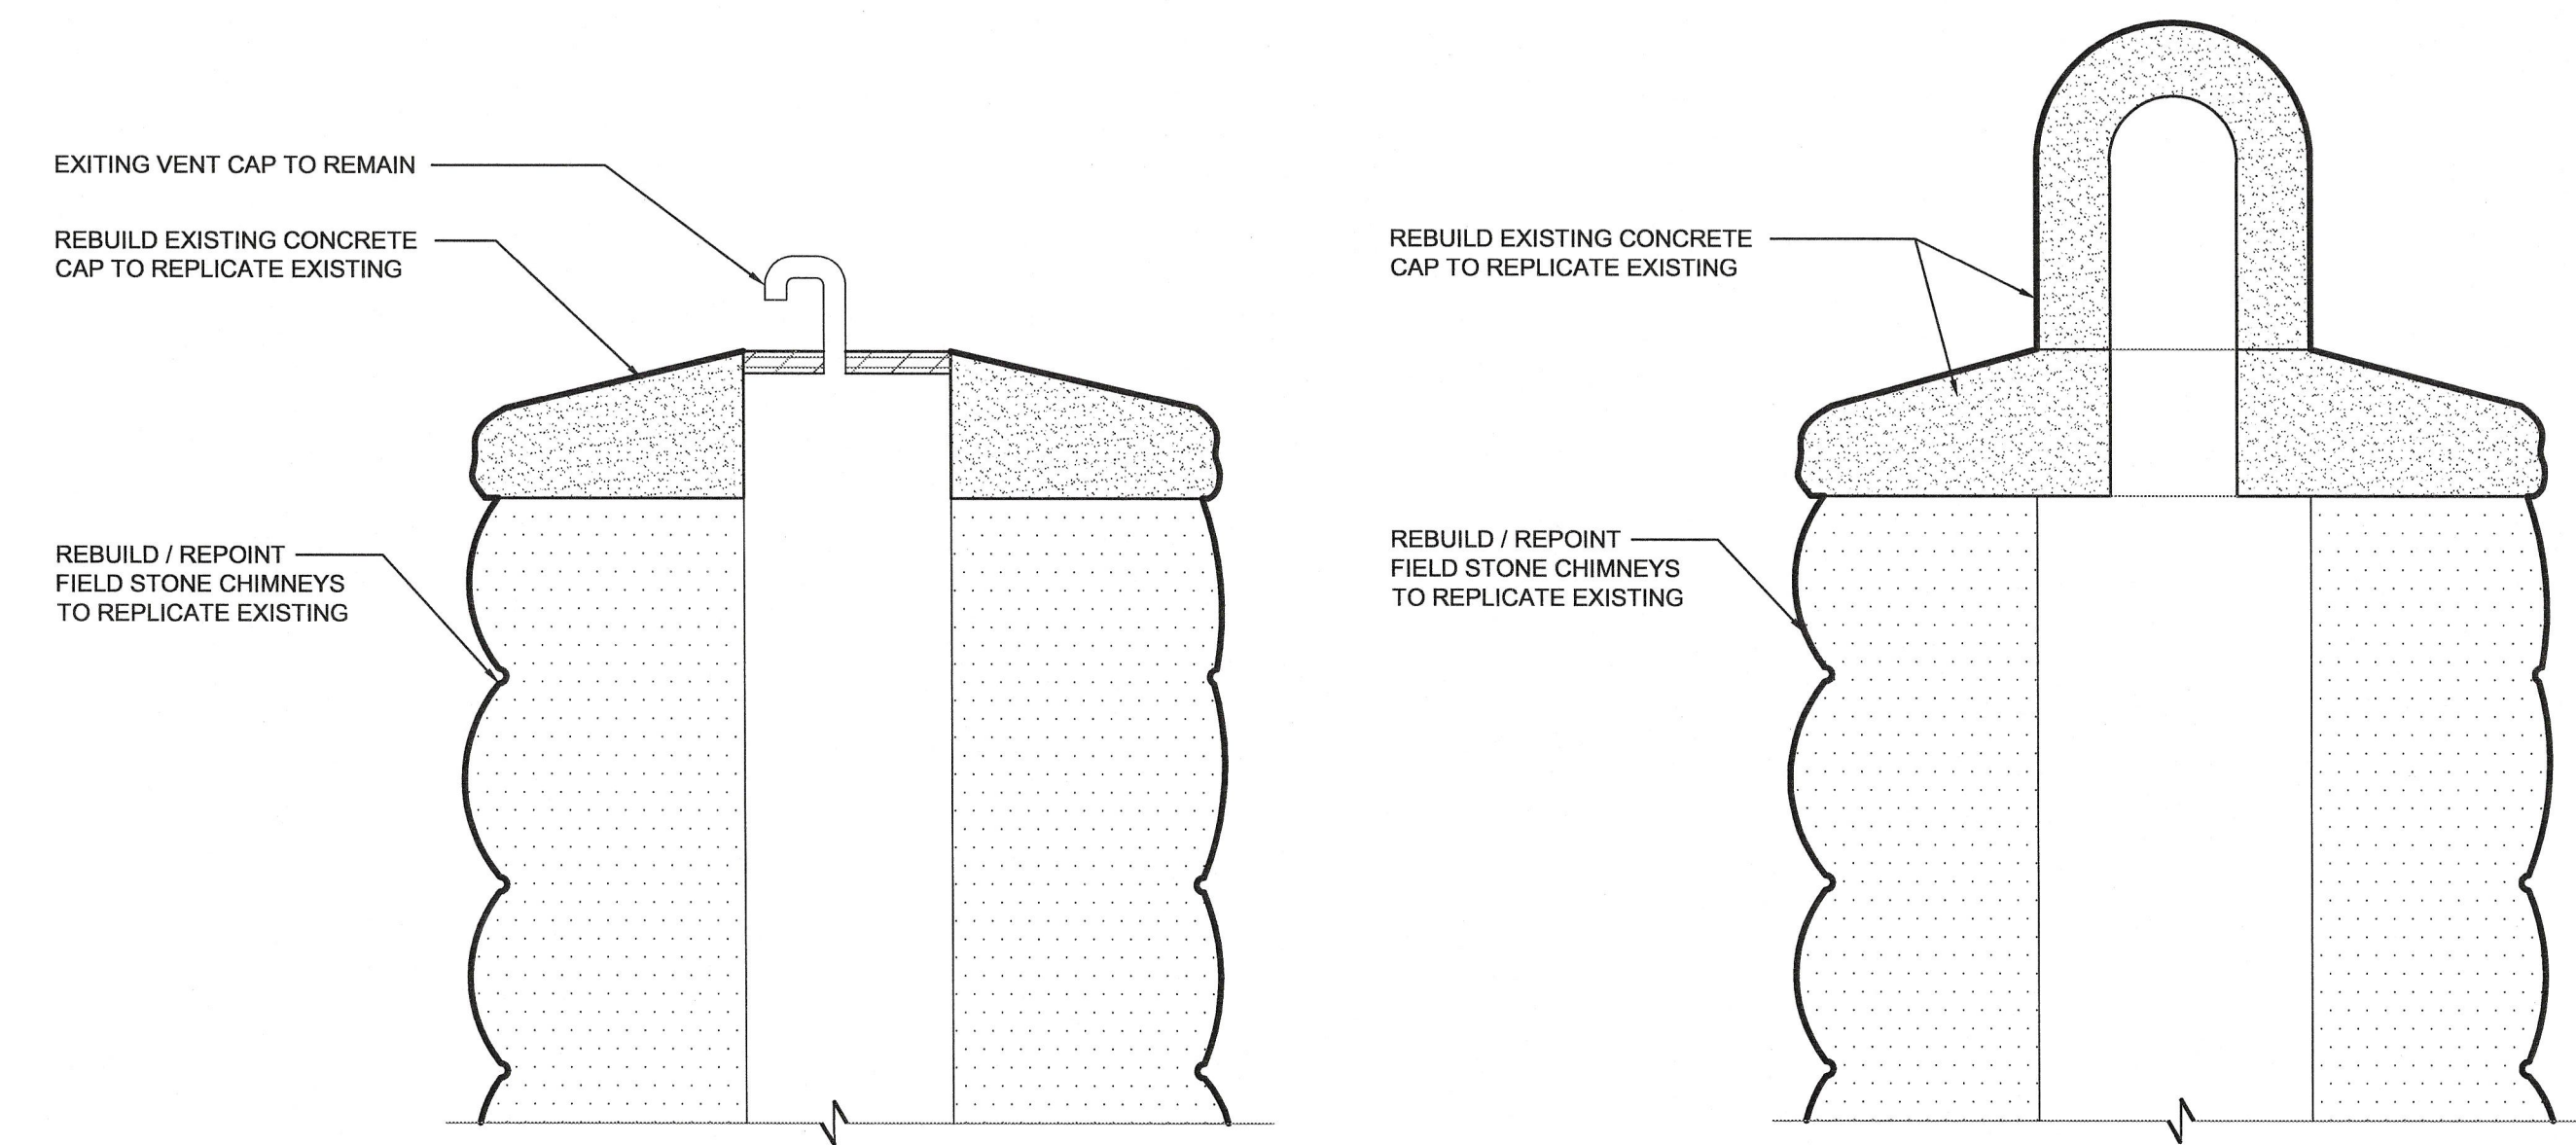 EXITING VENT CAP TO REMAIN
REBUILD EXISTING CONCRETE
CAP TO REPLICATE EXISTING
REBUILD / REPOINT
FIELD STONE CHIMNEYS
TO REPLICATE EXISTING
REBUILD EXISTING CONCRETE
CAP TO REPLICATE EXISTING
REBUILD / REPOINT
FIELD STONE CHIMNEYS
TO REPLICATE EXISTING